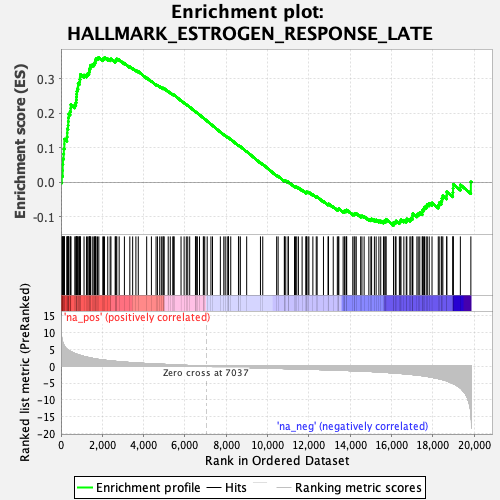 Enrichment plot:
HALLMARK_ESTROGEN_RESPONSE_LATE
Enrichment score (ES)
0.3
0.2
0.1
0.0
-0.1
'na_pos' (positively correlated)
Ranked list metric (PreRanked)
15
10
5
0
-5
-10
-15
-20
Zero cross at 7037
'na_neg' (negatively correlated)
0
2,000
4,000
6,000
8,000
10,000
12,000
14,000
16,000
18,000
20,000
Rank in Ordered Dataset
Enrichment profile
Hits
Ranking metric scores